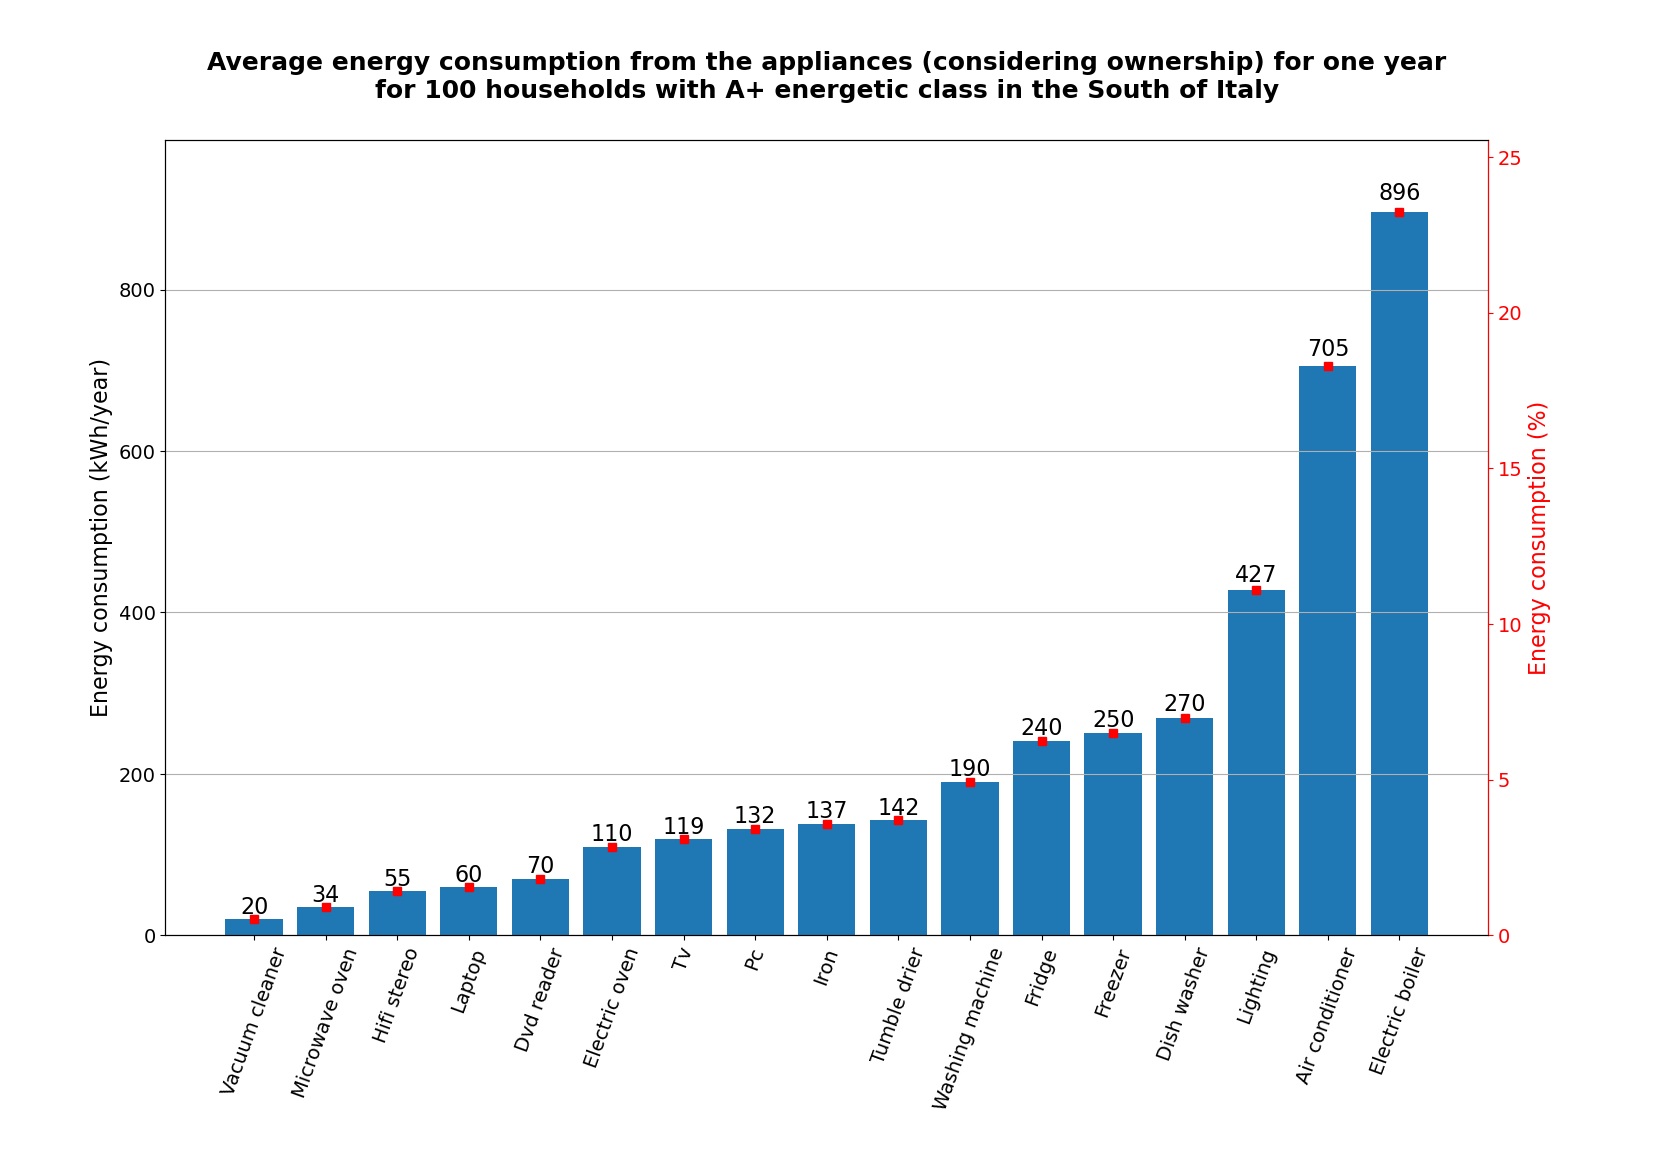 Average energy consumption from the appliances (considering ownership) for one year
for 100 households with A+ energetic class in the South of Italy
Energy consumption (kWh/year)
800
600
400
200
0
20
34
55
60
70
110
119
132
137
142
190
240
250
270
427
705
896
25
20
15
10
5
0
Energy consumption (%)
Vacuum cleaner
Microwave oven
Hifi stereo
Laptop
Dvd reader
Electric oven
Tv
Pc
Iron
Tumble drier
Washing machine
Fridge
Freezer
Dish washer
Lighting
Air conditioner
Electric boiler